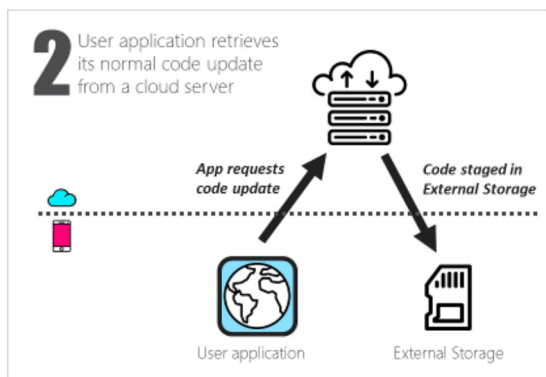 2
User application retrieves
its normal code update
from a cloud server
App requests
code update
Code staged in
External Storage
User application
External Storage